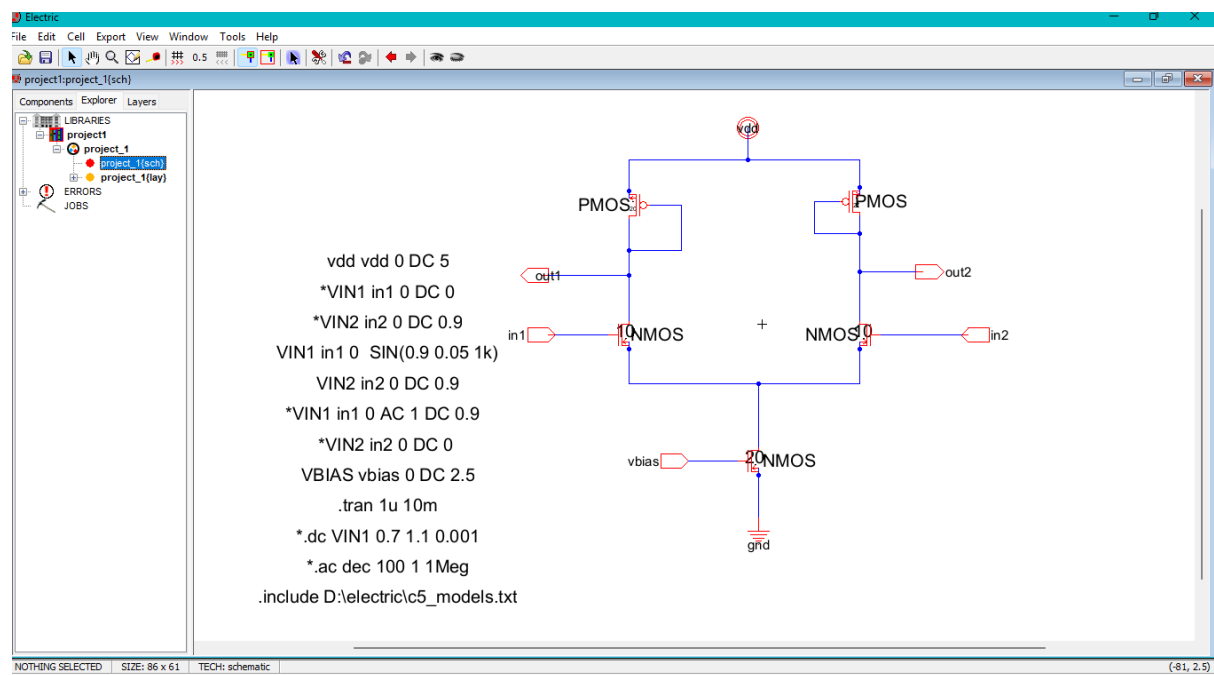 Electric
File Edit Cell Export View Window Tools Help
0.5
project1:project_1{sch}
Components Explorer Layers
LIBRARIES
project1
project_1
project_1{sch}
project_1{lay}
ERRORS
JOBS
vdd
PMOS
PMOS
vdd vdd 0 DC 5
out1
out2
*VIN1 in1 0 DC 0
*VIN2 in2 0 DC 0.9
in1
10
NMOS
NMOS
10
in2
VIN1 in1 0 SIN(0.9 0.05 1k)
VIN2 in2 0 DC 0.9
*VIN1 in1 0 AC 1 DC 0.9
*VIN2 in2 0 DC 0
vbias
20
NMOS
VBIAS vbias 0 DC 2.5
.tran 1u 10m
*.dc VIN1 0.7 1.1 0.001
gnd
*.ac dec 100 1 1Meg
.include D:\electric\c5_models.txt
NOTHING SELECTED SIZE: 86 x 61 TECH: schematic (-81, 2.5)